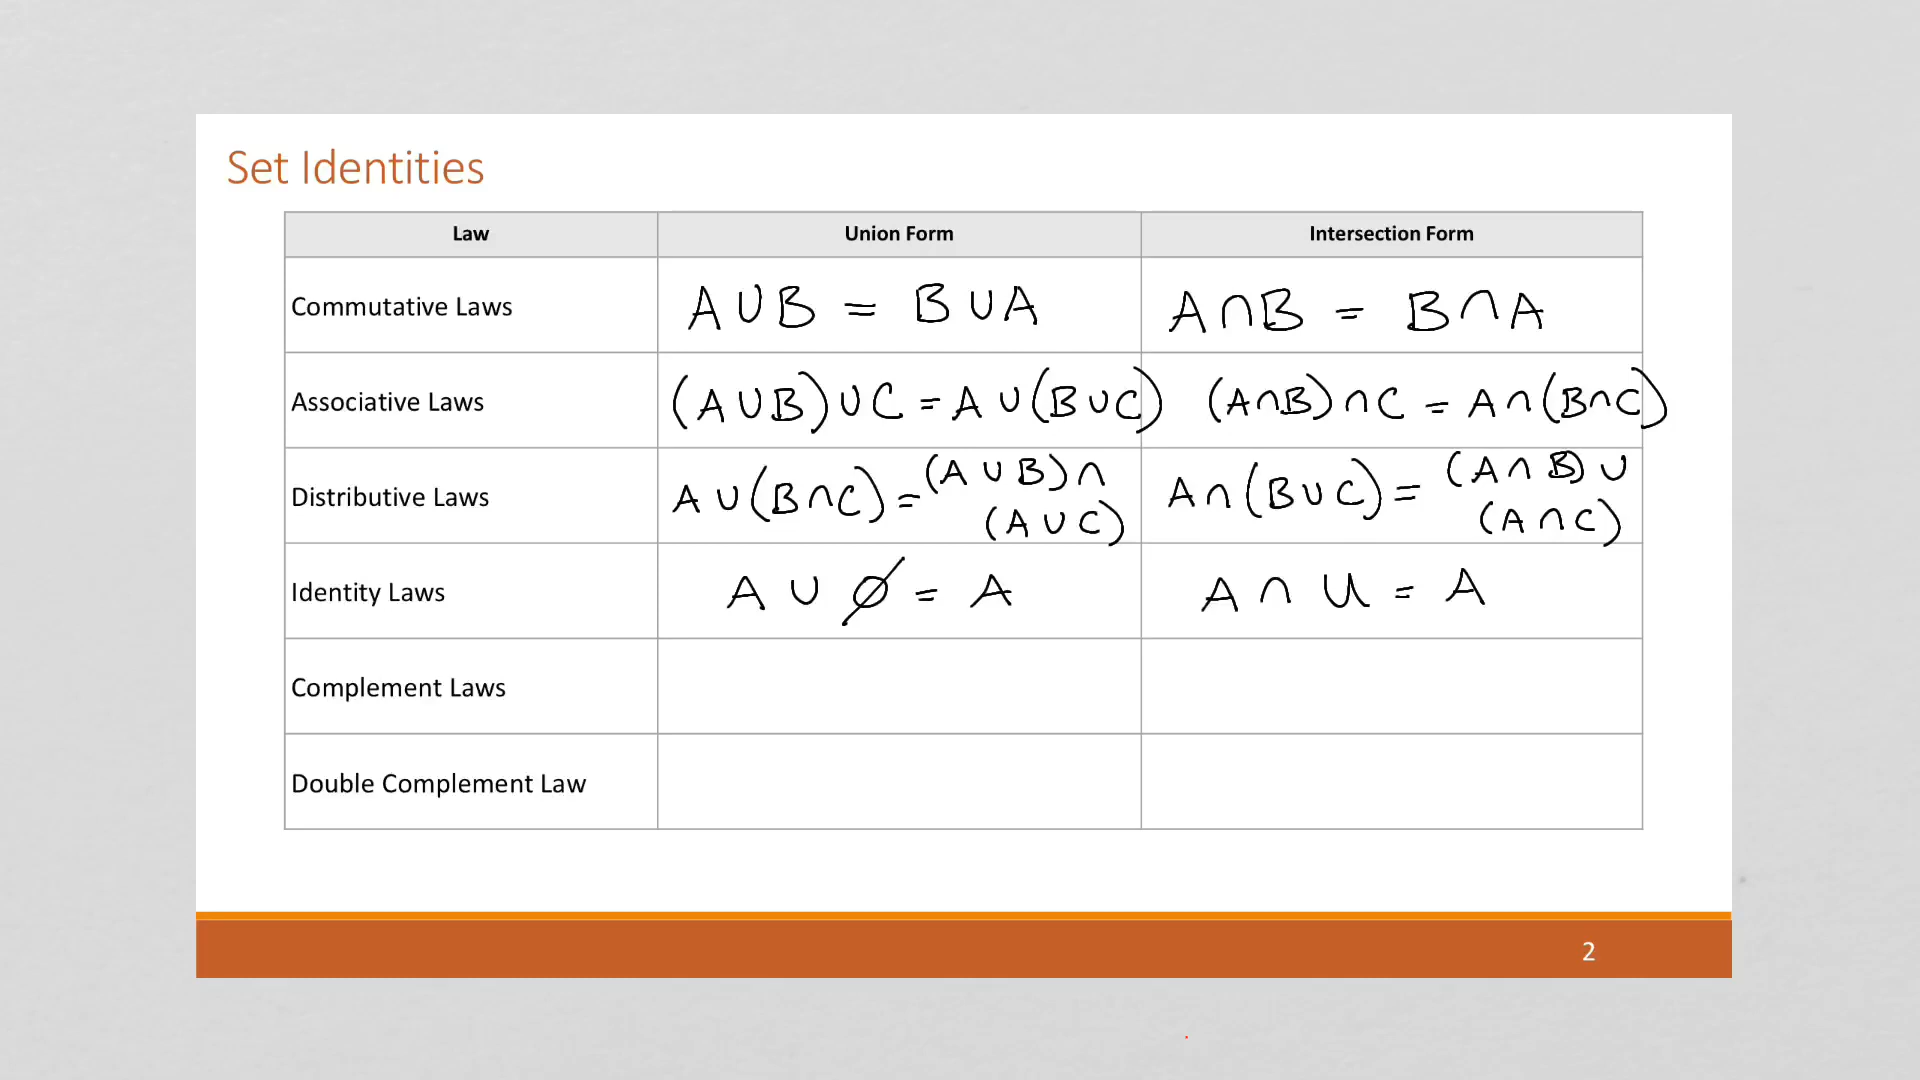 Set Identities
Law Union Form Intersection Form
Commutative Laws A ∪ B = B ∪ A A ∩ B = B ∩ A
Associative Laws (A ∪ B) ∪ C = A ∪ (B ∪ C) (A ∩ B) ∩ C = A ∩ (B ∩ C)
Distributive Laws A ∪ (B ∩ C) = (A ∪ B) ∩ (A ∪ C) A ∩ (B ∪ C) = (A ∩ B) ∪ (A ∩ C)
Identity Laws A ∪ ∅ = A A ∩ U = A
Complement Laws
Double Complement Law
2